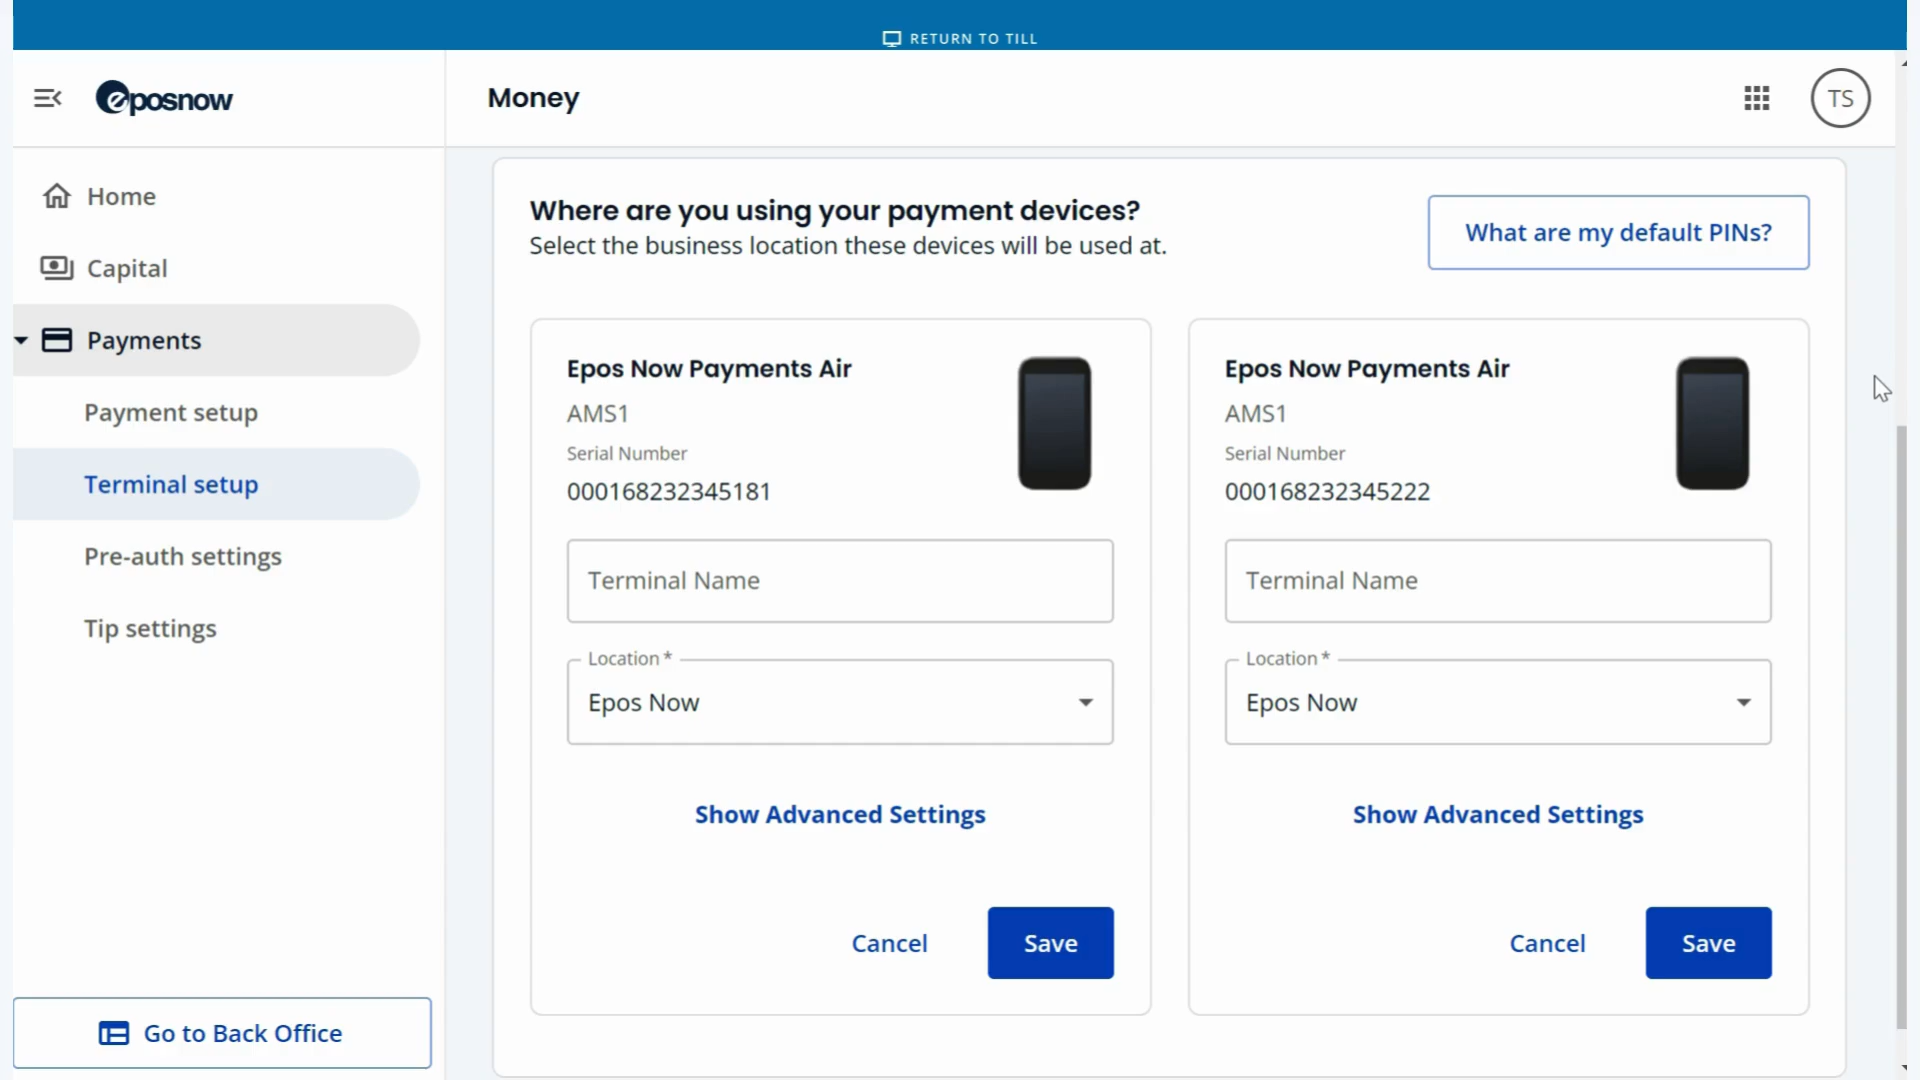 RETURN TO TILL
eposnow
Money
TS
Home
Capital
Payments
Payment setup
Terminal setup
Pre-auth settings
Tip settings
Go to Back Office
Where are you using your payment devices?
Select the business location these devices will be used at.
What are my default PINs?
Epos Now Payments Air
AMS1
Serial Number
000168232345181
Terminal Name
Location *
Epos Now
Show Advanced Settings
Cancel
Save
Epos Now Payments Air
AMS1
Serial Number
000168232345222
Terminal Name
Location *
Epos Now
Show Advanced Settings
Cancel
Save